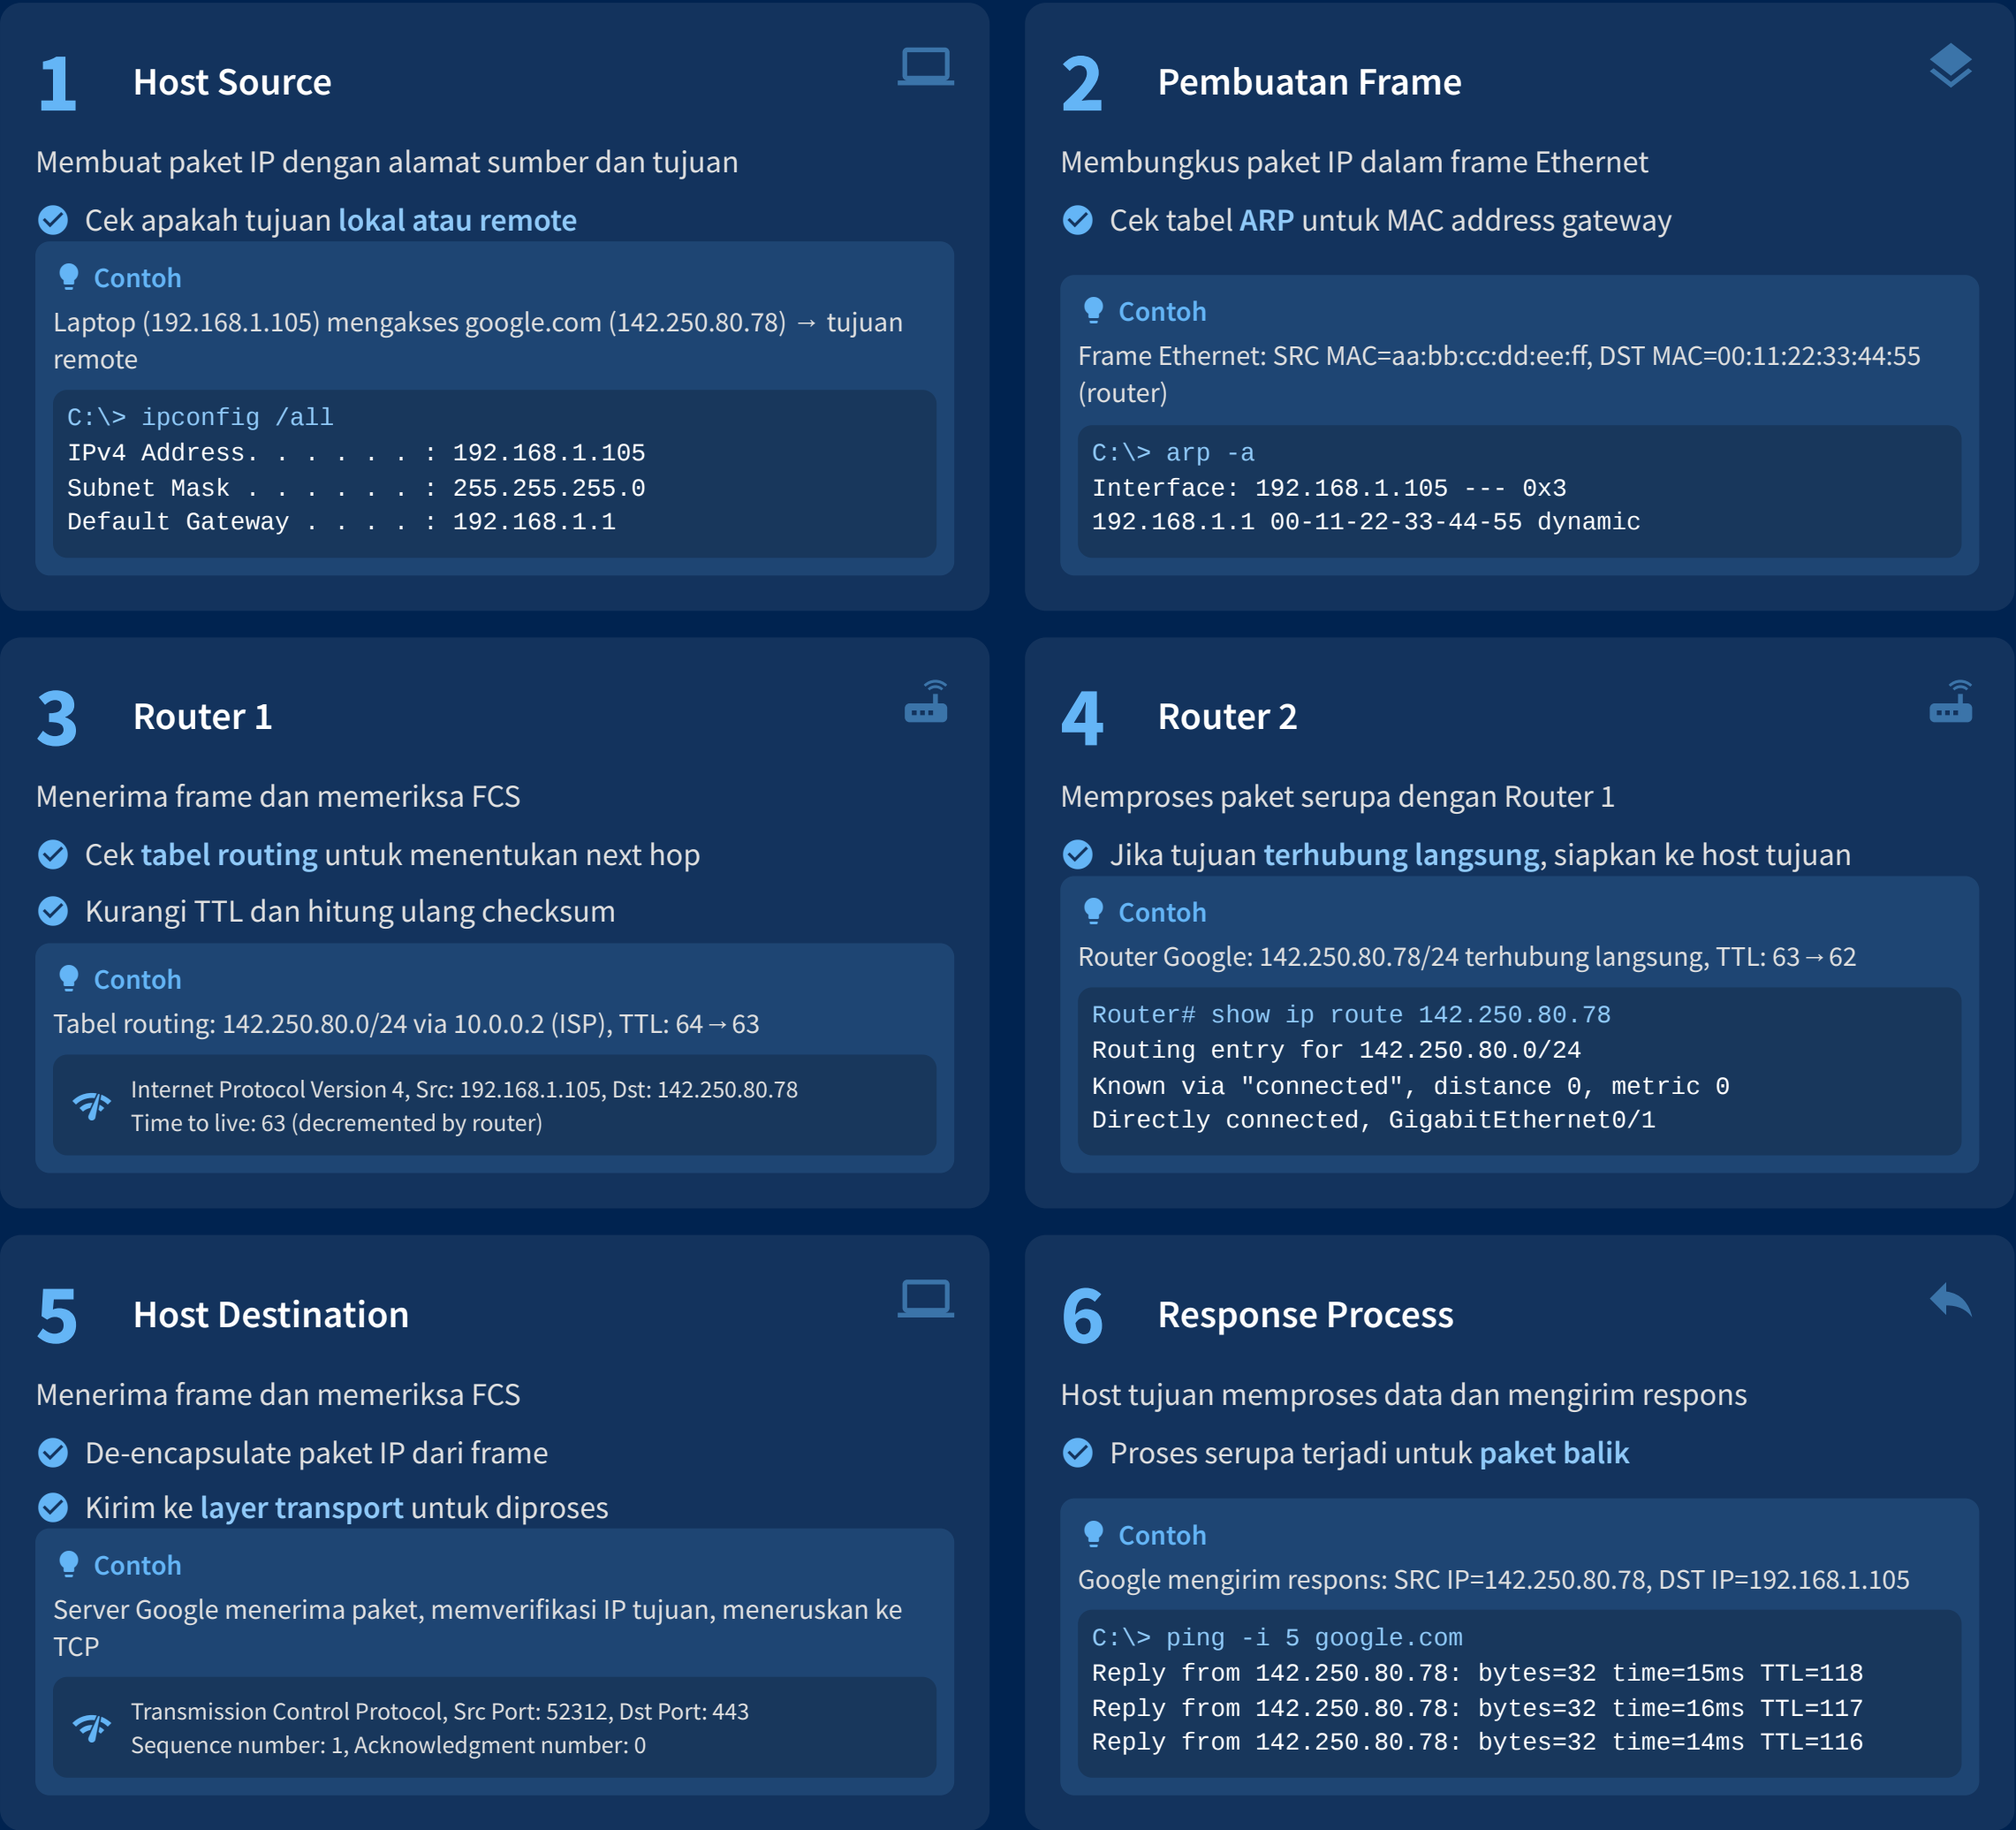 1 Host Source
Membuat paket IP dengan alamat sumber dan tujuan
Cek apakah tujuan lokal atau remote
Contoh
Laptop (192.168.1.105) mengakses google.com (142.250.80.78) → tujuan
remote
C:\> ipconfig /all
IPv4 Address. . . . . . : 192.168.1.105
Subnet Mask . . . . . . : 255.255.255.0
Default Gateway . . . . : 192.168.1.1
2 Pembuatan Frame
Membungkus paket IP dalam frame Ethernet
Cek tabel ARP untuk MAC address gateway
Contoh
Frame Ethernet: SRC MAC=aa:bb:cc:dd:ee:ff, DST MAC=00:11:22:33:44:55
(router)
C:\> arp -a
Interface: 192.168.1.105 --- 0x3
192.168.1.1 00-11-22-33-44-55 dynamic
3 Router 1
Menerima frame dan memeriksa FCS
Cek tabel routing untuk menentukan next hop
Kurangi TTL dan hitung ulang checksum
Contoh
Tabel routing: 142.250.80.0/24 via 10.0.0.2 (ISP), TTL: 64→63
Internet Protocol Version 4, Src: 192.168.1.105, Dst: 142.250.80.78
Time to live: 63 (decremented by router)
4 Router 2
Memproses paket serupa dengan Router 1
Jika tujuan terhubung langsung, siapkan ke host tujuan
Contoh
Router Google: 142.250.80.78/24 terhubung langsung, TTL: 63→62
Router# show ip route 142.250.80.78
Routing entry for 142.250.80.0/24
Known via "connected", distance 0, metric 0
Directly connected, GigabitEthernet0/1
5 Host Destination
Menerima frame dan memeriksa FCS
De-encapsulate paket IP dari frame
Kirim ke layer transport untuk diproses
Contoh
Server Google menerima paket, memverifikasi IP tujuan, meneruskan ke
TCP
Transmission Control Protocol, Src Port: 52312, Dst Port: 443
Sequence number: 1, Acknowledgment number: 0
6 Response Process
Host tujuan memproses data dan mengirim respons
Proses serupa terjadi untuk paket balik
Contoh
Google mengirim respons: SRC IP=142.250.80.78, DST IP=192.168.1.105
C:\> ping -i 5 google.com
Reply from 142.250.80.78: bytes=32 time=15ms TTL=118
Reply from 142.250.80.78: bytes=32 time=16ms TTL=117
Reply from 142.250.80.78: bytes=32 time=14ms TTL=116